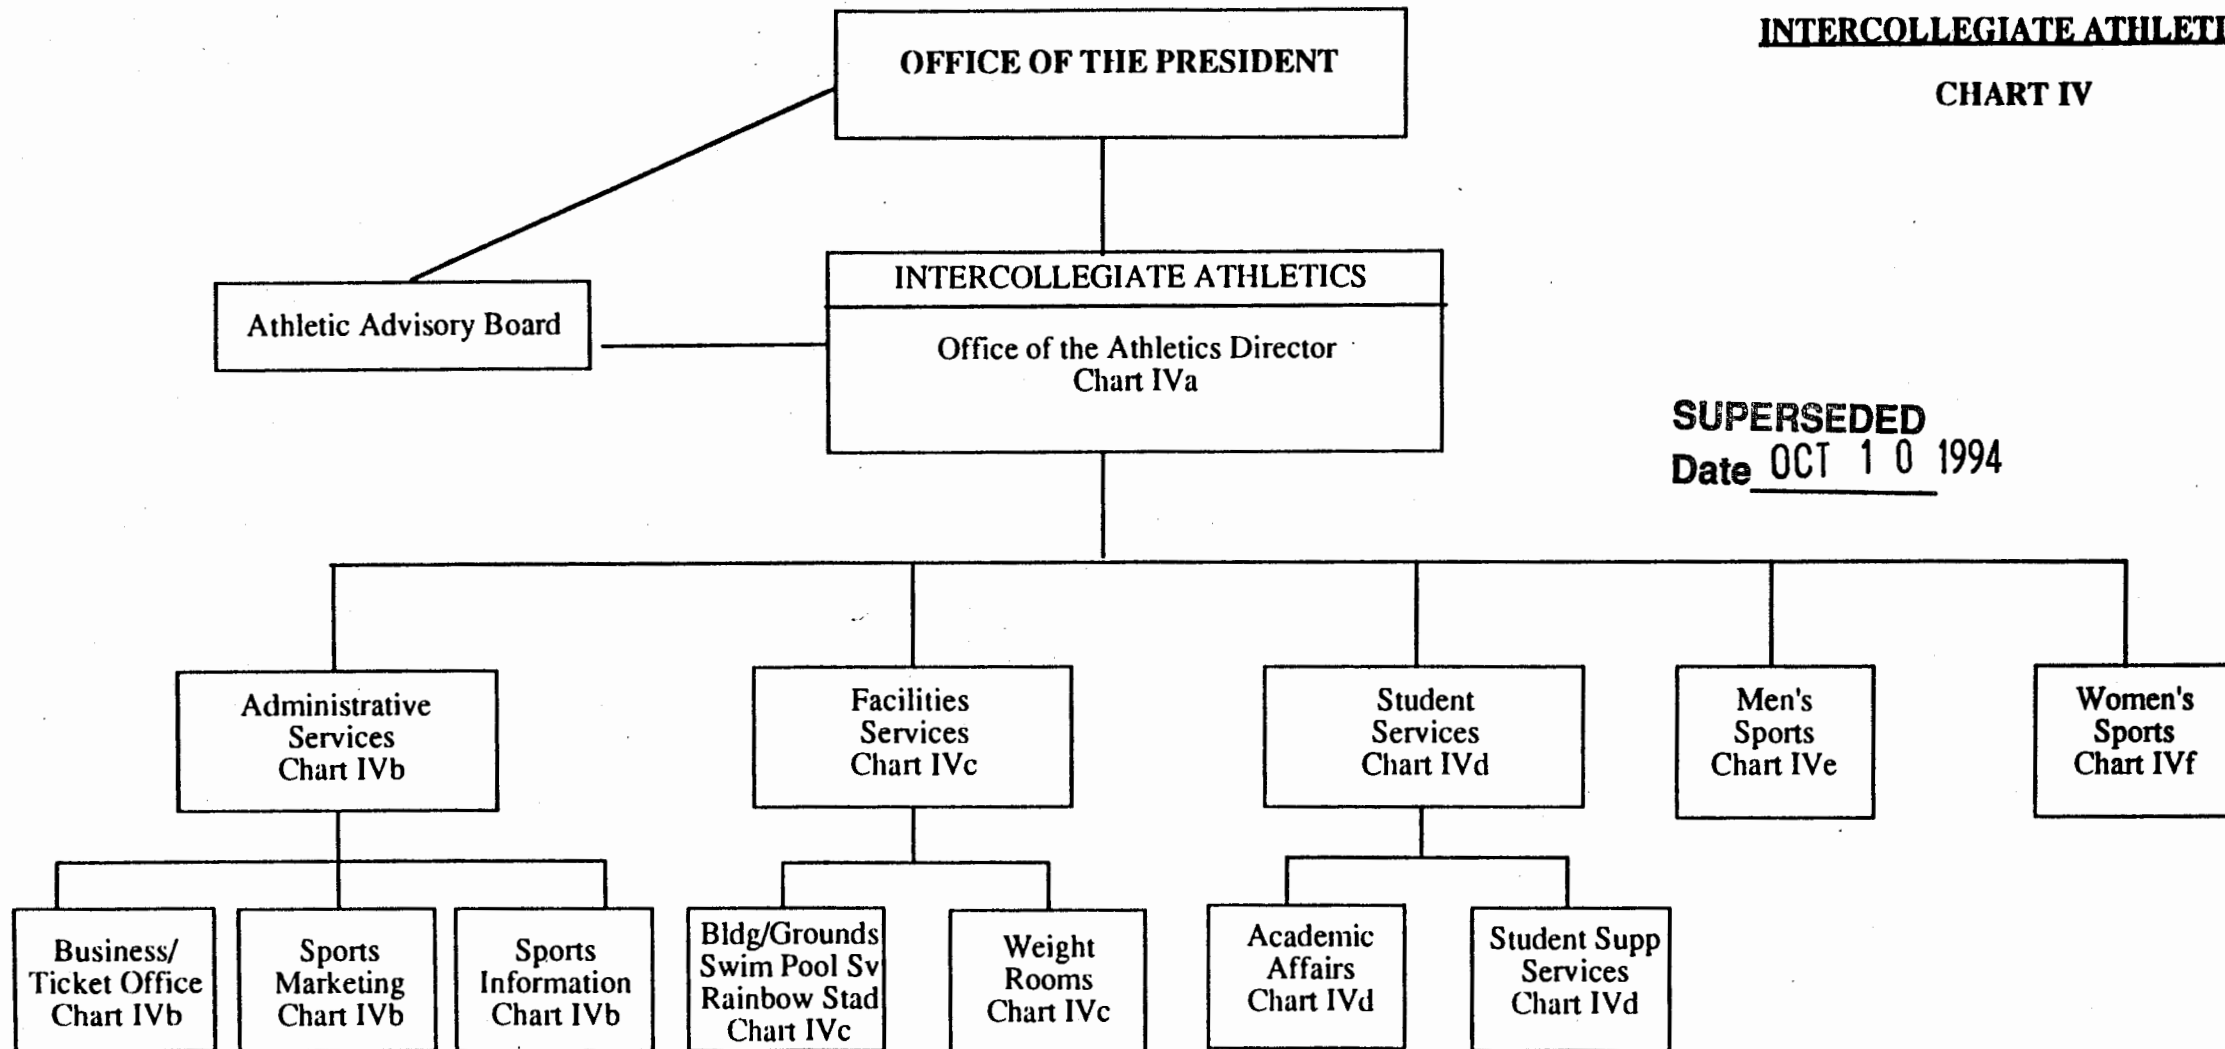 INTERCOLLEGIATE ATHLETI
CHART IV
OFFICE OF THE PRESIDENT
INTERCOLLEGIATE ATHLETICS
Athletic Advisory Board
Office of the Athletics Director
Chart IVa
SUPERSEDED
Date OCT 10 1994
Administrative
Services
Chart IVb
Facilities
Services
Chart IVc
Student
Services
Chart IVd
Men's
Sports
Chart IVe
Women's
Sports
Chart IVf
Business/
Ticket Office
Chart IVb
Sports
Marketing
Chart IVb
Sports
Information
Chart IVb
Bldg/Grounds
Swim Pool Sv
Rainbow Stad
Chart IVc
Weight
Rooms
Chart IVc
Academic
Affairs
Chart IVd
Student Supp
Services
Chart IVd